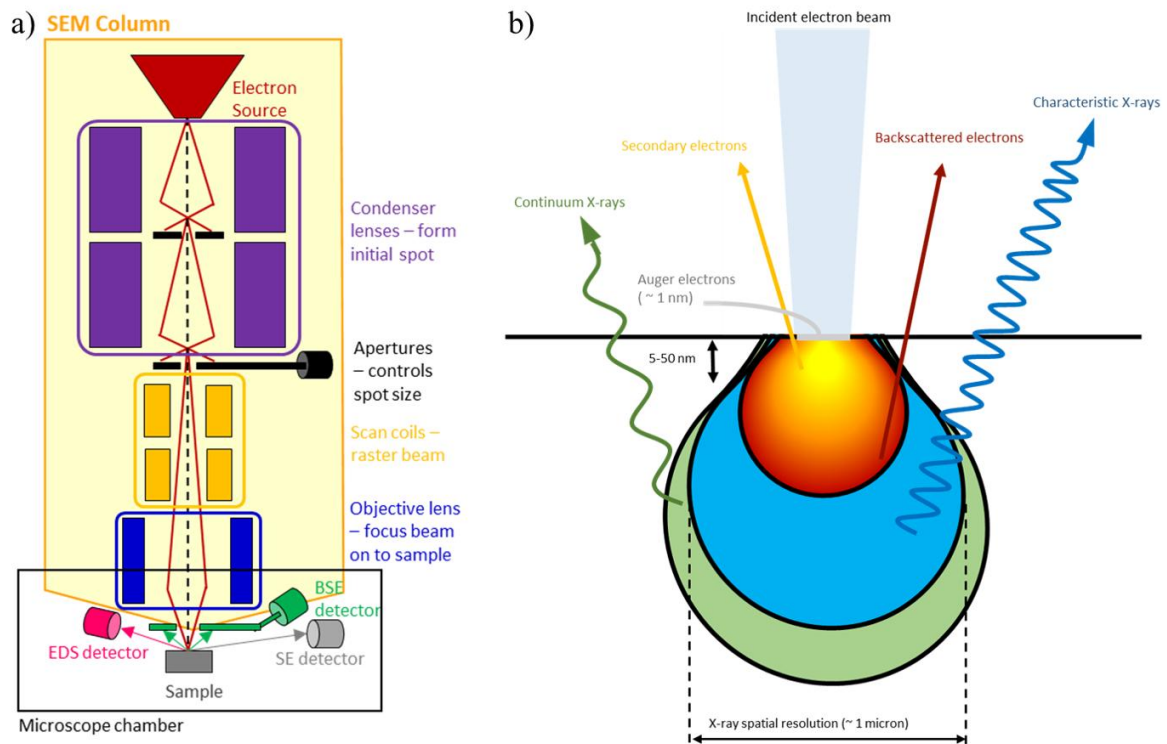 a)
SEM Column
Electron
Source
Condenser
lenses – form
initial spot
Apertures
– controls
spot size
Scan coils –
raster beam
Objective lens
– focus beam
on to sample
BSE
detector
EDS detector
SE detector
Sample
Microscope chamber
b)
Incident electron beam
Characteristic X-rays
Secondary electrons
Backscattered electrons
Continuum X-rays
Auger electrons
( ~ 1 nm)
5-50 nm
X-ray spatial resolution (~ 1 micron)